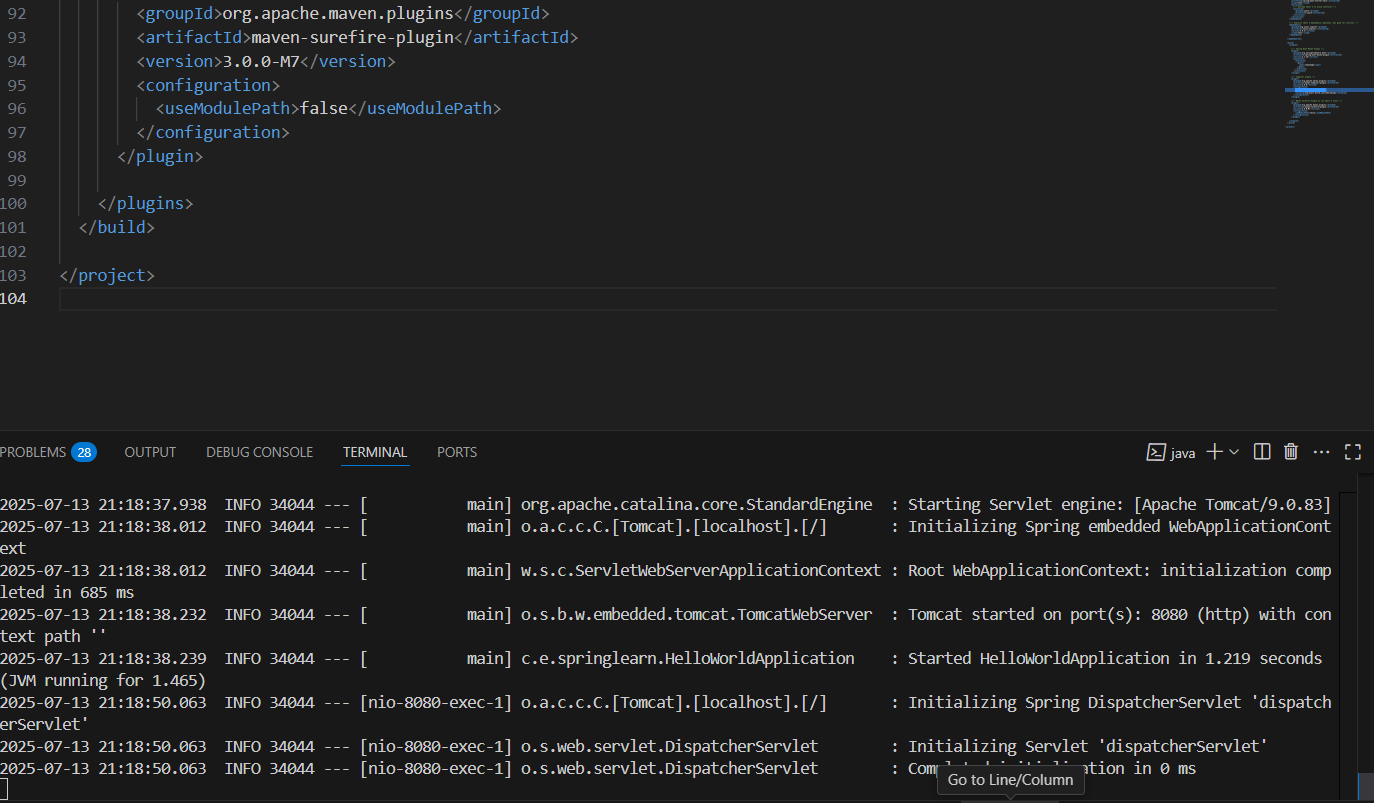 92 <groupId>org.apache.maven.plugins</groupId>
93 <artifactId>maven-surefire-plugin</artifactId>
94 <version>3.0.0-M7</version>
95 <configuration>
96 <useModulePath>false</useModulePath>
97 </configuration>
98 </plugin>
99
100 </plugins>
101 </build>
102
103 </project>
104
PROBLEMS 28 OUTPUT DEBUG CONSOLE TERMINAL PORTS java
2025-07-13 21:18:37.938  INFO 34044 --- [           main] org.apache.catalina.core.StandardEngine  : Starting Servlet engine: [Apache Tomcat/9.0.83]
2025-07-13 21:18:38.012  INFO 34044 --- [           main] o.a.c.c.C.[Tomcat].[localhost].[/]       : Initializing Spring embedded WebApplicationCont
ext
2025-07-13 21:18:38.012  INFO 34044 --- [           main] w.s.c.ServletWebServerApplicationContext : Root WebApplicationContext: initialization comp
leted in 685 ms
2025-07-13 21:18:38.232  INFO 34044 --- [           main] o.s.b.w.embedded.tomcat.TomcatWebServer  : Tomcat started on port(s): 8080 (http) with con
text path ''
2025-07-13 21:18:38.239  INFO 34044 --- [           main] c.e.springlearn.HelloWorldApplication    : Started HelloWorldApplication in 1.219 seconds
(JVM running for 1.465)
2025-07-13 21:18:50.063  INFO 34044 --- [nio-8080-exec-1] o.a.c.c.C.[Tomcat].[localhost].[/]       : Initializing Spring DispatcherServlet 'dispatch
erServlet'
2025-07-13 21:18:50.063  INFO 34044 --- [nio-8080-exec-1] o.s.web.servlet.DispatcherServlet        : Initializing Servlet 'dispatcherServlet'
2025-07-13 21:18:50.063  INFO 34044 --- [nio-8080-exec-1] o.s.web.servlet.DispatcherServlet        : in 0 ms
Go to Line/Column